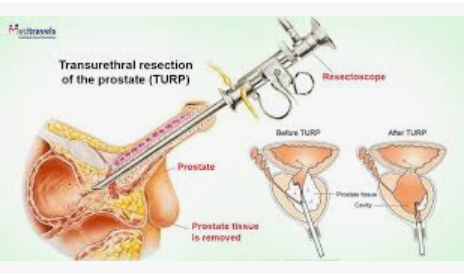 Medtravels
Transurethral resection
of the prostate (TURP)
Resectoscope
Before TURP
After TURP
Prostate
Prostate tissue
Cavity
Prostate tissue
is removed